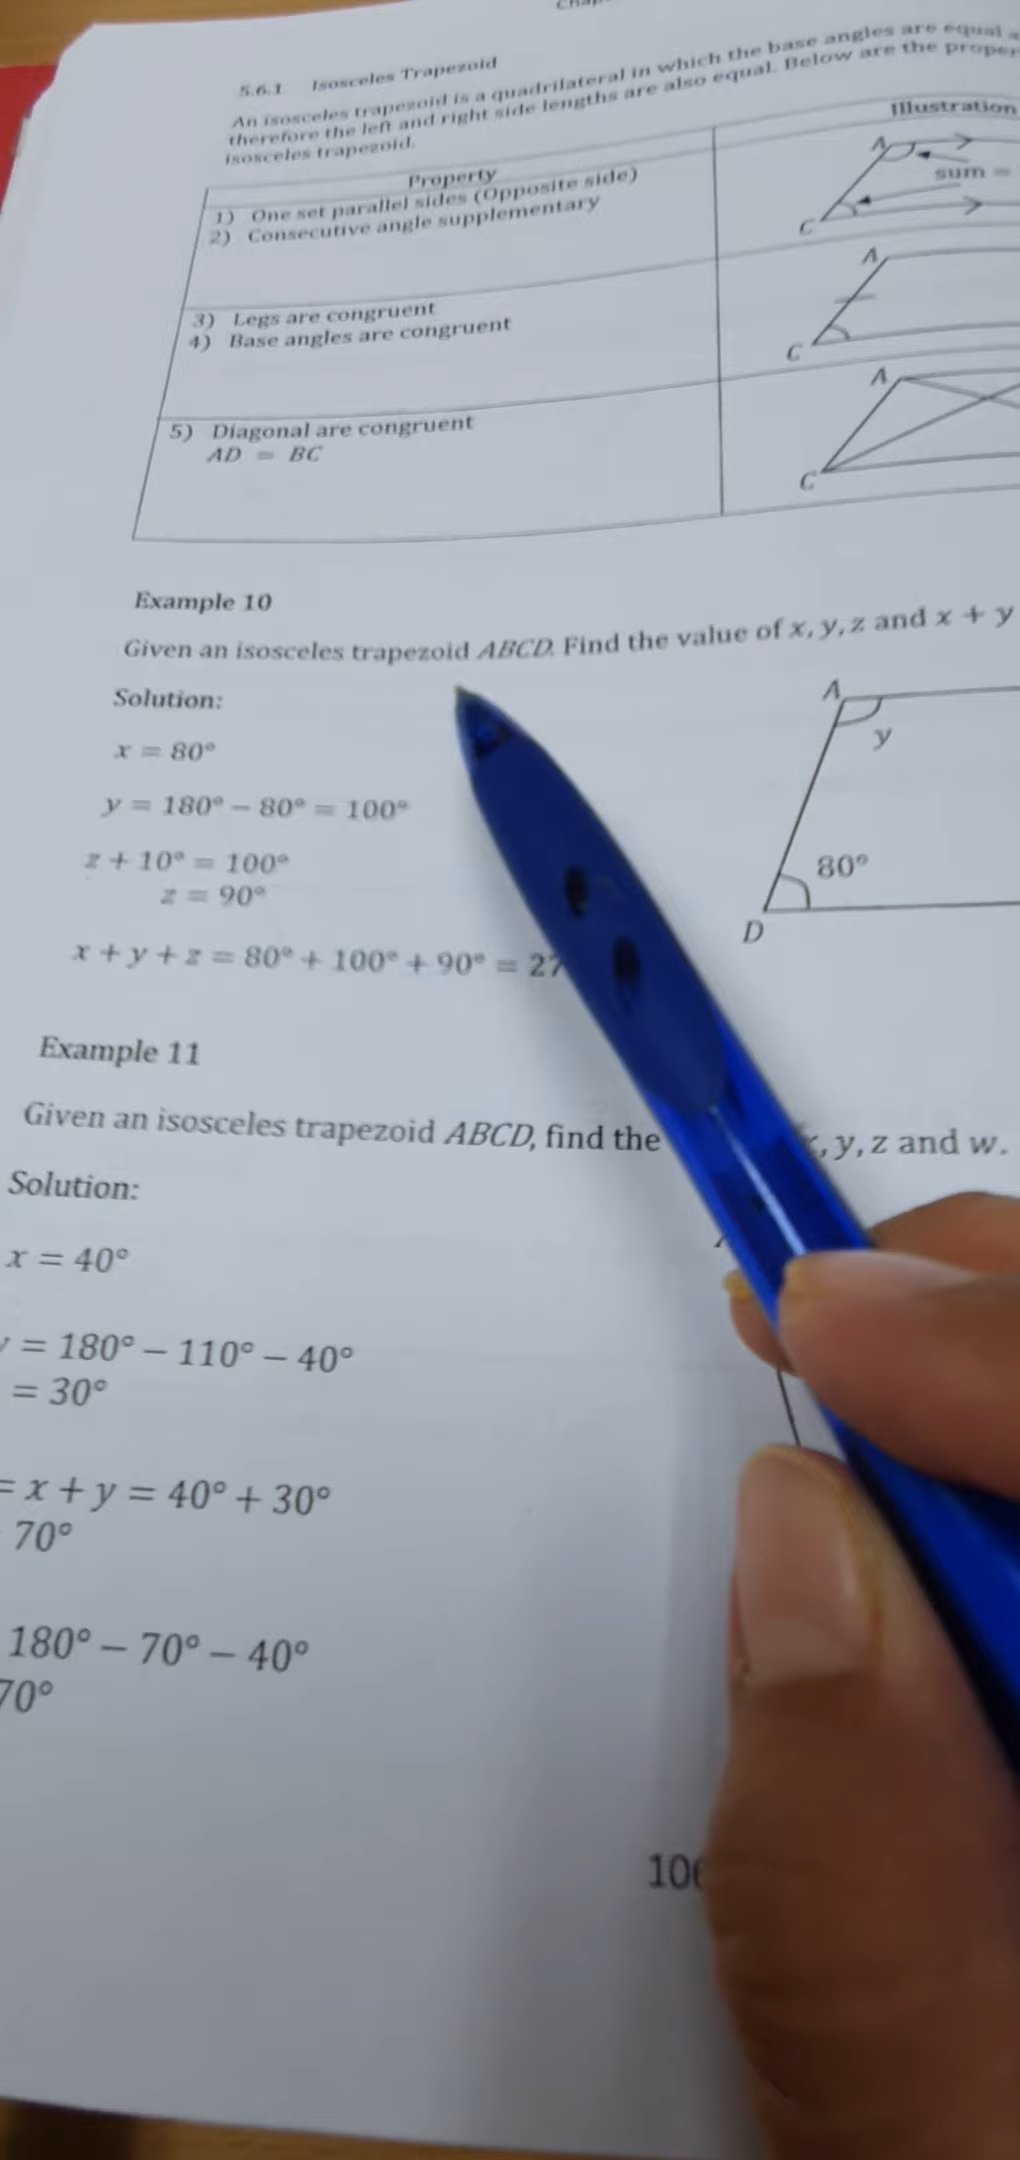 5.6.1 Isosceles Trapezoid
An isosceles trapezoid is a quadrilateral in which the base angles are equal
therefore the left and right side lengths are also equal. Below are the
isosceles trapezoid.
Property
Illustration
1) One set parallel sides (Opposite side)
2) Consecutive angle supplementary
A
sum =
C
3) Legs are congruent
4) Base angles are congruent
A
C
5) Diagonal are congruent
AD = BC
A
C
Example 10
Given an isosceles trapezoid ABCD. Find the value of x, y, z and x + y
Solution:
x = 80°
y = 180° − 80° = 100°
z + 10° = 100°
z = 90°
x + y + z = 80° + 100° + 90° =
A
y
80°
D
Example 11
Given an isosceles trapezoid ABCD, find the , y, z and w.
Solution:
x = 40°
= 180° − 110° − 40°
= 30°
= x + y = 40° + 30°
70°
180° − 70° − 40°
70°